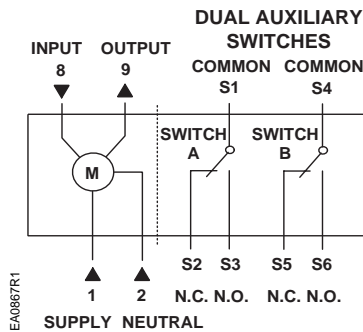 DUAL AUXILIARY
SWITCHES
INPUT OUTPUT
8 9
COMMON COMMON
S1 S4
SWITCH
A
SWITCH
B
M
S2 S3 S5 S6
1 2
N.C. N.O. N.C. N.O.
SUPPLY NEUTRAL
EA0867R1